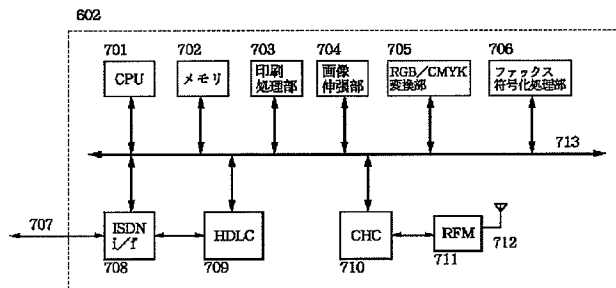 602
701
702
703
704
705
706
CPU
メモリ
印刷
処理部
画像
伸張部
RGB／CMYK
変換部
ファックス
符号化処理部
713
707
ISDN
i/f
HDLC
CHC
RFM
708
709
710
711
712